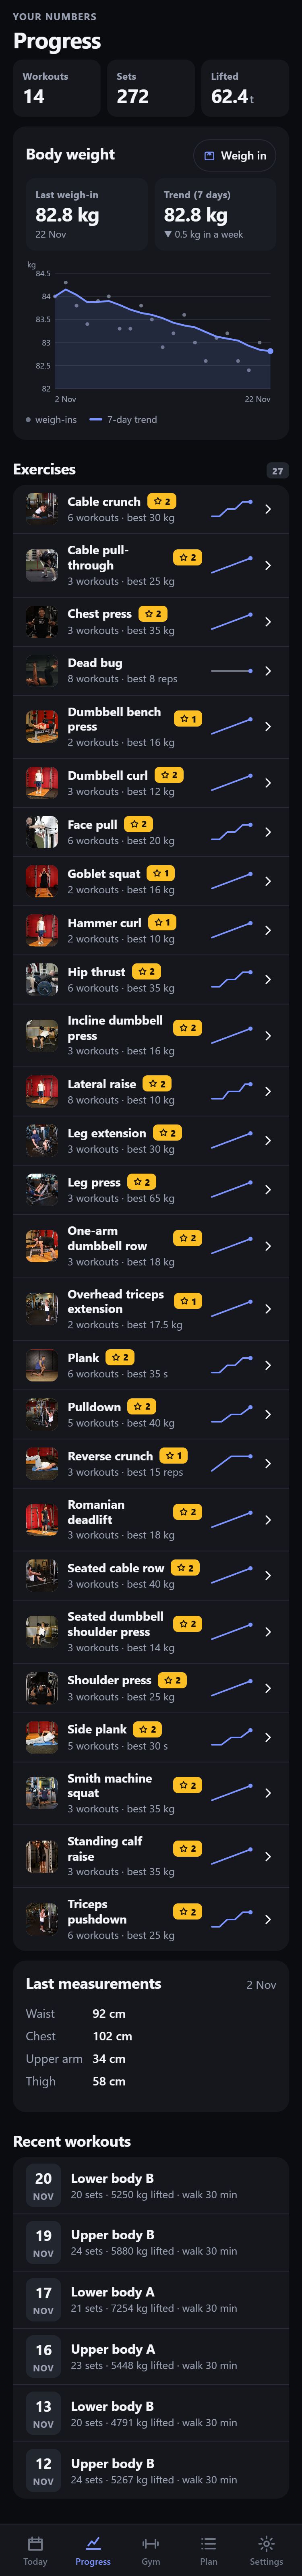 YOUR NUMBERS
Progress
Workouts
14
Sets
272
Lifted
62.4 t
Body weight
Weigh in
Last weigh-in
82.8 kg
22 Nov
Trend (7 days)
82.8 kg
▼ 0.5 kg in a week
kg
84.5
84
83.5
83
82.5
82
2 Nov
22 Nov
weigh-ins
7-day trend
Exercises
27
Cable crunch
2
6 workouts · best 30 kg
Cable pull-
through
2
3 workouts · best 25 kg
Chest press
2
3 workouts · best 35 kg
Dead bug
8 workouts · best 8 reps
Dumbbell bench
press
1
2 workouts · best 16 kg
Dumbbell curl
2
3 workouts · best 12 kg
Face pull
2
6 workouts · best 20 kg
Goblet squat
1
2 workouts · best 16 kg
Hammer curl
1
2 workouts · best 10 kg
Hip thrust
2
6 workouts · best 35 kg
Incline dumbbell
press
2
3 workouts · best 16 kg
Lateral raise
2
8 workouts · best 10 kg
Leg extension
2
3 workouts · best 30 kg
Leg press
2
3 workouts · best 65 kg
One-arm
dumbbell row
2
3 workouts · best 18 kg
Overhead triceps
extension
1
2 workouts · best 17.5 kg
Plank
2
6 workouts · best 35 s
Pulldown
2
5 workouts · best 40 kg
Reverse crunch
1
3 workouts · best 15 reps
Romanian
deadlift
2
3 workouts · best 18 kg
Seated cable row
2
3 workouts · best 40 kg
Seated dumbbell
shoulder press
2
3 workouts · best 14 kg
Shoulder press
2
3 workouts · best 25 kg
Side plank
2
5 workouts · best 30 s
Smith machine
squat
2
3 workouts · best 35 kg
Standing calf
raise
2
3 workouts · best 35 kg
Triceps
pushdown
2
6 workouts · best 25 kg
Last measurements
2 Nov
Waist 92 cm
Chest 102 cm
Upper arm 34 cm
Thigh 58 cm
Recent workouts
20
NOV
Lower body B
20 sets · 5250 kg lifted · walk 30 min
19
NOV
Upper body B
24 sets · 5880 kg lifted · walk 30 min
17
NOV
Lower body A
21 sets · 7254 kg lifted · walk 30 min
16
NOV
Upper body A
23 sets · 5448 kg lifted · walk 30 min
13
NOV
Lower body B
20 sets · 4791 kg lifted · walk 30 min
12
NOV
Upper body B
24 sets · 5267 kg lifted · walk 30 min
Today
Progress
Gym
Plan
Settings